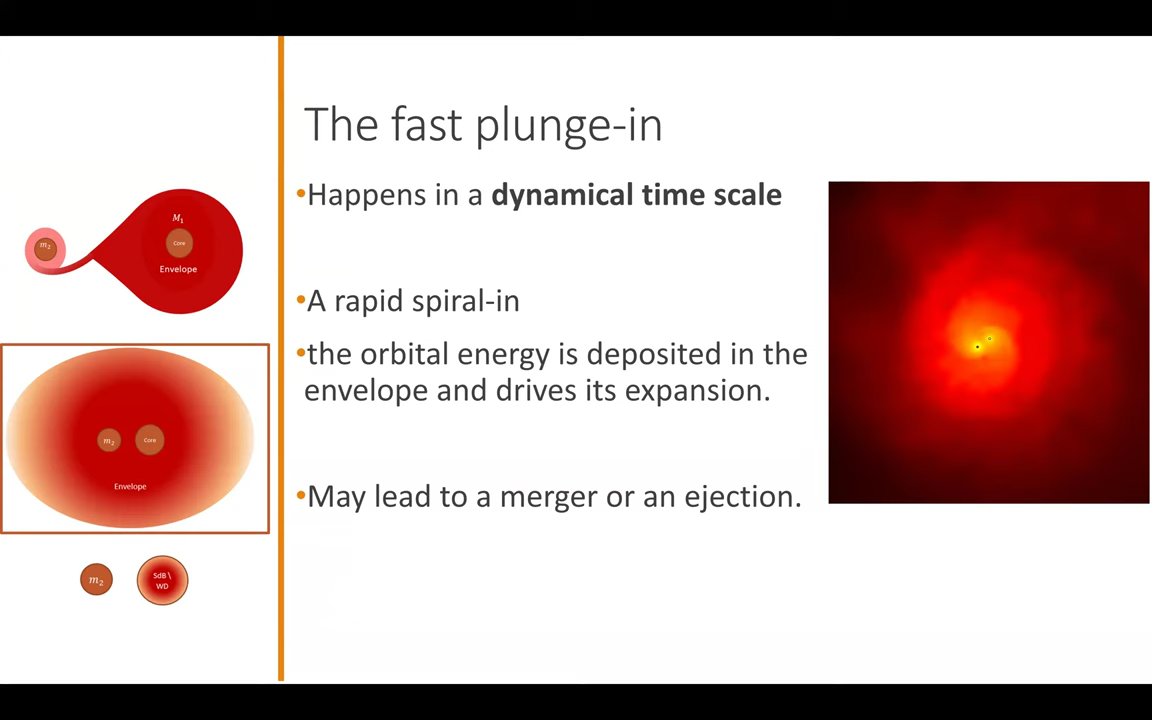 The fast plunge-in
•Happens in a dynamical time scale
•A rapid spiral-in
•the orbital energy is deposited in the
envelope and drives its expansion.
•May lead to a merger or an ejection.
M₁
m₂
Core
Envelope
m₂
Core
Envelope
m₂
SdB \
WD